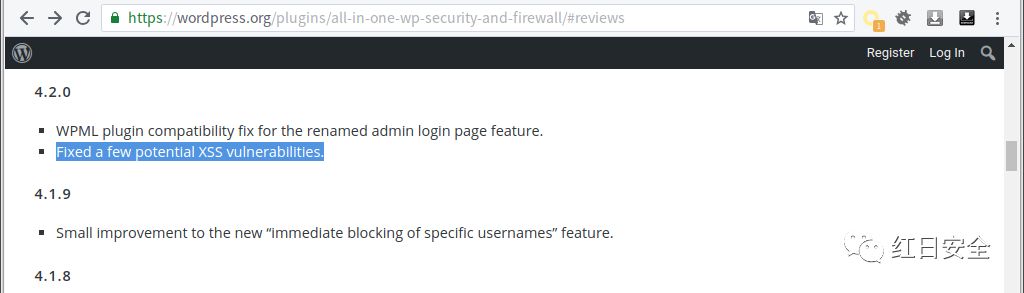 https://wordpress.org/plugins/all-in-one-wp-security-and-firewall/#reviews
1
Register Log In
4.2.0
WPML plugin compatibility fix for the renamed admin login page feature.
Fixed a few potential XSS vulnerabilities.
4.1.9
Small improvement to the new “immediate blocking of specific usernames” feature.
红日安全
4.1.8